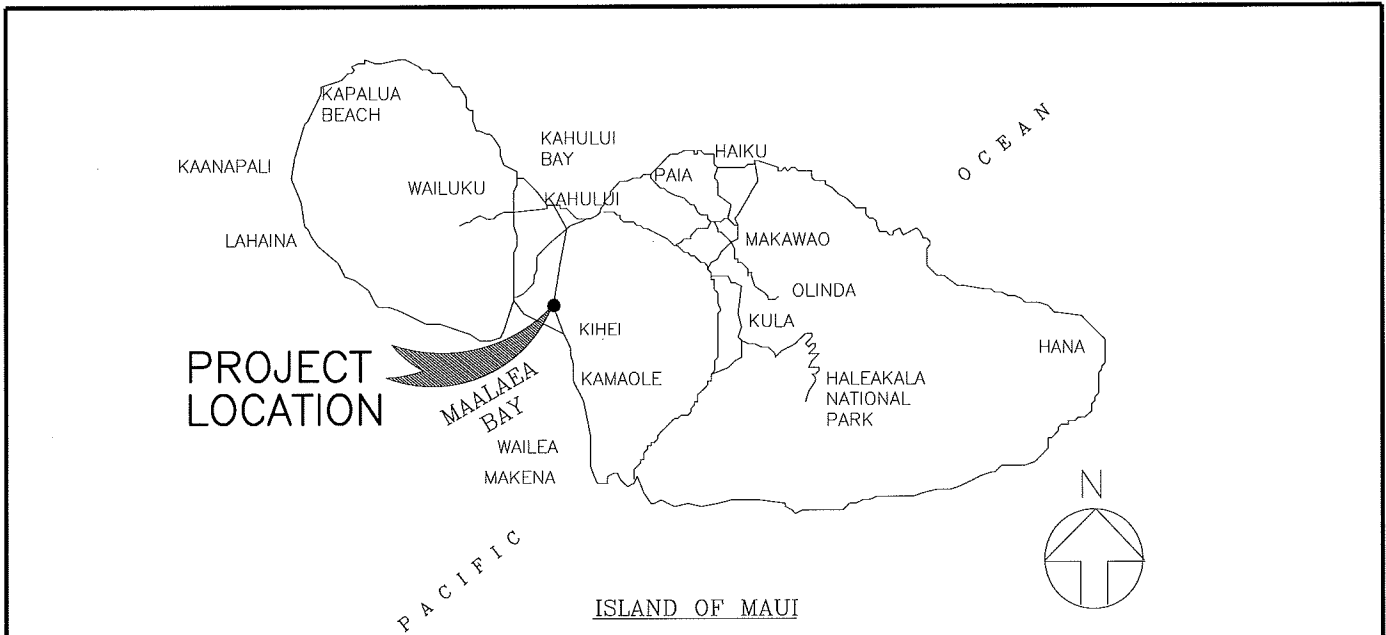 KAPALUA
BEACH
KAHULUI
BAY
OCEAN
KAANAPALI
HAIKU
PAIA
WAILUKU
KAHULUI
LAHAINA
MAKAWAO
OLINDA
KULA
KIHEI
HANA
PROJECT
LOCATION
MAALAEA
BAY
KAMAOLE
HALEAKALA
NATIONAL
PARK
WAILEA
MAKENA
N
PACIFIC
ISLAND OF MAUI